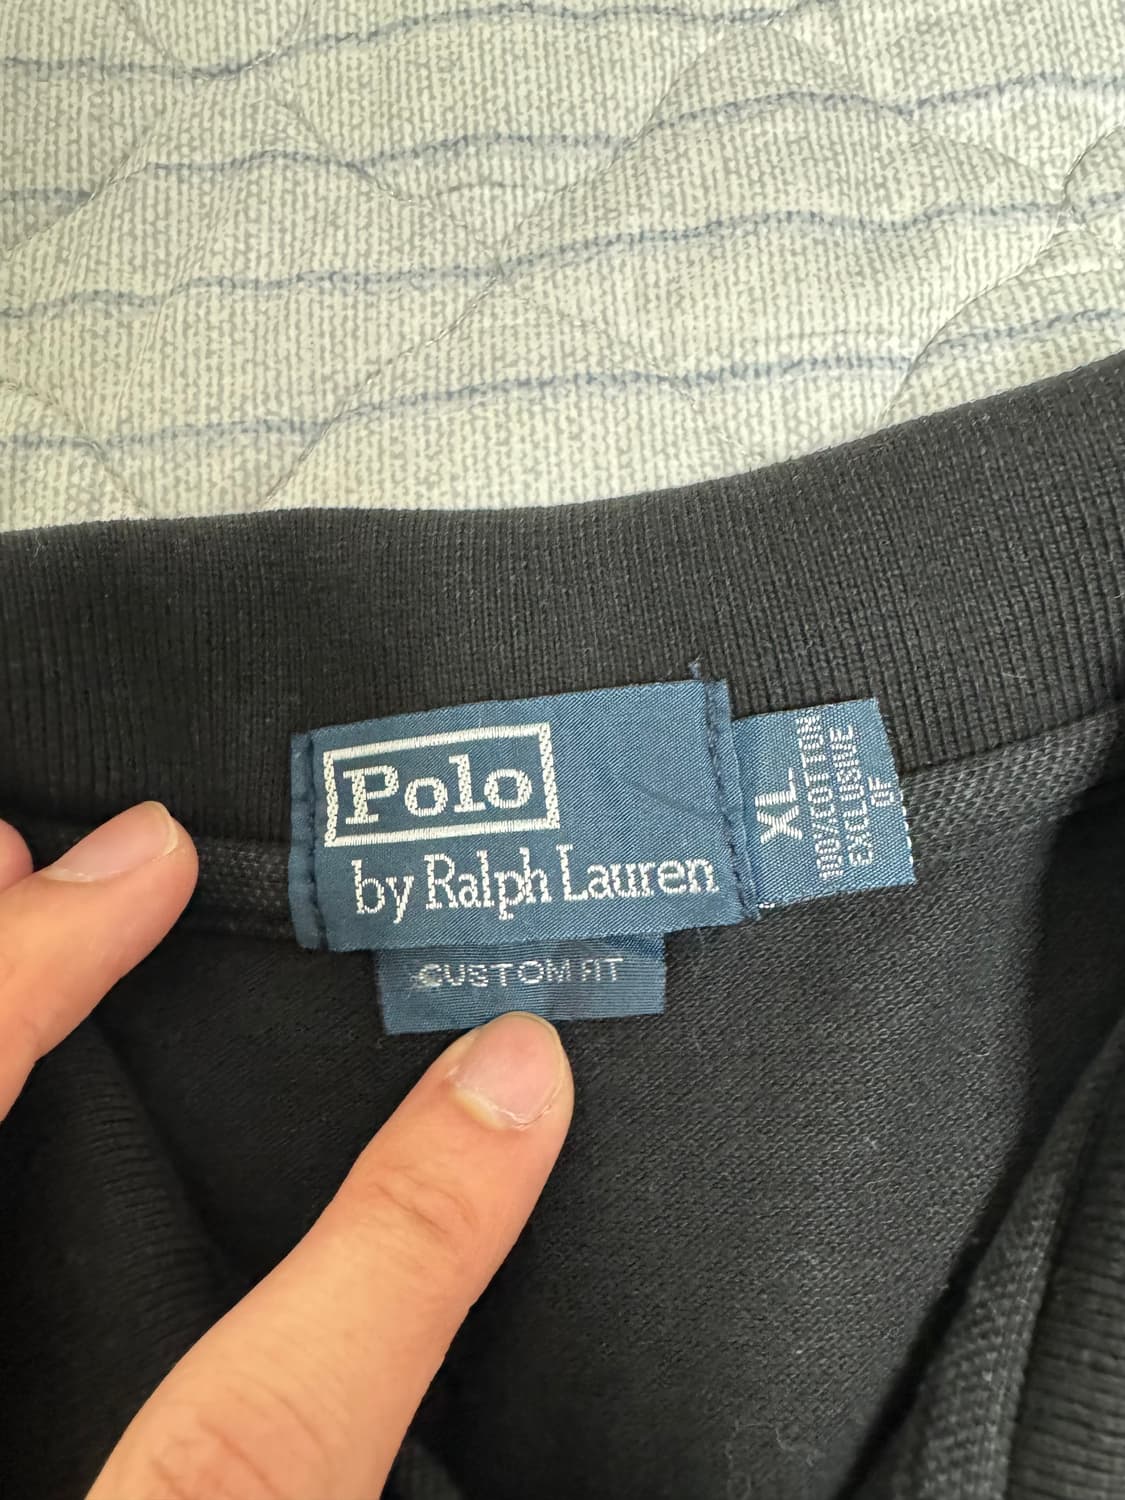 Polo
by Ralph Lauren
CUSTOM FIT
XL
100% COTTON
EXCLUSIVE
OF